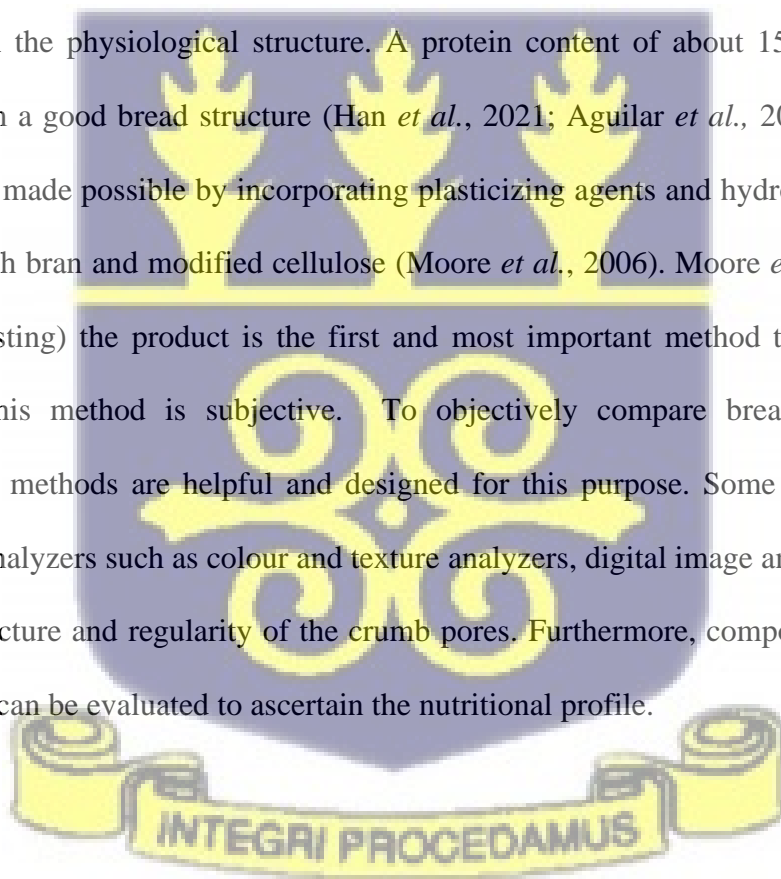 the physiological structure. A protein content of about 15
a good bread structure (Han et al., 2021; Aguilar et al., 20
made possible by incorporating plasticizing agents and hydro
h bran and modified cellulose (Moore et al., 2006). Moore e
sting) the product is the first and most important method t
his method is subjective. To objectively compare brea
methods are helpful and designed for this purpose. Some
nalyzers such as colour and texture analyzers, digital image an
cture and regularity of the crumb pores. Furthermore, compo
can be evaluated to ascertain the nutritional profile.
INTEGRI PROCEDAMUS